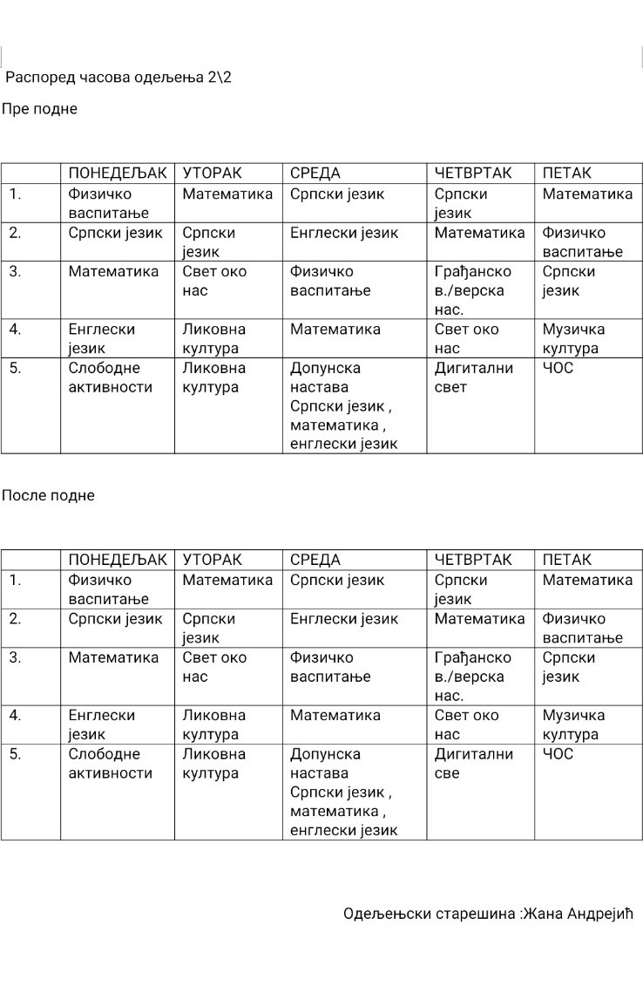 Распоред часова одељења 2\2
Пре подне
ПОНЕДЕЉАК УТОРАК СРЕДА ЧЕТВРТАК ПЕТАК
1. Физичко Математика Српски језик Српски Математика
васпитање језик
2. Српски језик Српски Енглески језик Математика Физичко
језик васпитање
3. Математика Свет око Физичко Грађанско Српски
нас васпитање в./верска језик
нас.
4. Енглески Ликовна Математика Свет око Музичка
језик култура нас култура
5. Слободне Ликовна Допунска Дигитални ЧОС
активности култура настава свет
Српски језик ,
математика ,
енглески језик
После подне
ПОНЕДЕЉАК УТОРАК СРЕДА ЧЕТВРТАК ПЕТАК
1. Физичко Математика Српски језик Српски Математика
васпитање језик
2. Српски језик Српски Енглески језик Математика Физичко
језик васпитање
3. Математика Свет око Физичко Грађанско Српски
нас васпитање в./верска језик
нас.
4. Енглески Ликовна Математика Свет око Музичка
језик култура нас култура
5. Слободне Ликовна Допунска Дигитални ЧОС
активности култура настава све
Српски језик ,
математика ,
енглески језик
Одељењски старешина :Жана Андрејић